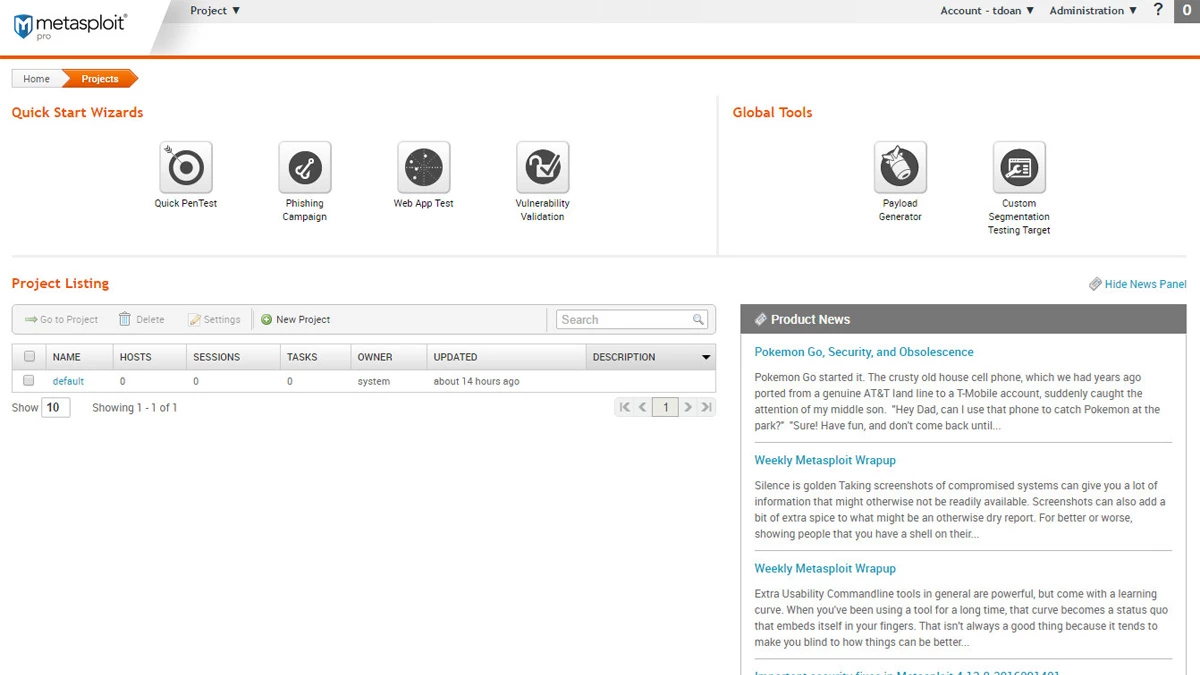 metasploit®
pro
Project ▼
Account - tdoan ▼
Administration ▼
?
0
Home
Projects
Quick Start Wizards
Quick PenTest
Phishing
Campaign
Web App Test
Vulnerability
Validation
Global Tools
Payload
Generator
Custom
Segmentation
Testing Target
Project Listing
Hide News Panel
Go to Project
Delete
Settings
New Project
Search
NAME HOSTS SESSIONS TASKS OWNER UPDATED DESCRIPTION
default 0 0 0 system about 14 hours ago
Show 10 Showing 1 - 1 of 1
1
Product News
Pokemon Go, Security, and Obsolescence
Pokemon Go started it. The crusty old house cell phone, which we had years ago
ported from a genuine AT&T land line to a T-Mobile account, suddenly caught the
attention of my middle son. "Hey Dad, can I use that phone to catch Pokemon at the
park?" "Sure! Have fun, and don't come back until...
Weekly Metasploit Wrapup
Silence is golden Taking screenshots of compromised systems can give you a lot of
information that might otherwise not be readily available. Screenshots can also add a
bit of extra spice to what might be an otherwise dry report. For better or worse,
showing people that you have a shell on their...
Weekly Metasploit Wrapup
Extra Usability Commandline tools in general are powerful, but come with a learning
curve. When you've been using a tool for a long time, that curve becomes a status quo
that embeds itself in your fingers. That isn't always a good thing because it tends to
make you blind to how things can be better...
Important security fixes in Metasploit 4.12.0-2016091401